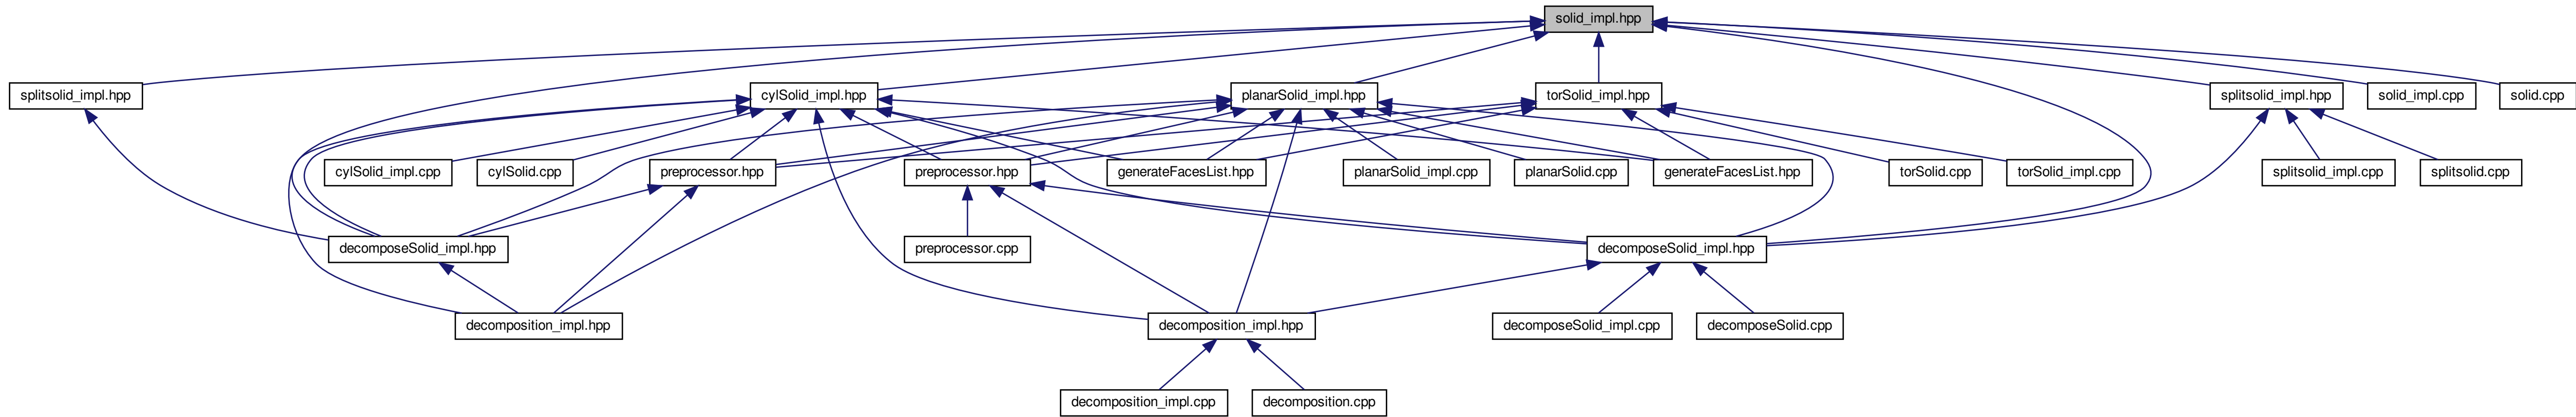 solid_impl.hpp
splitsolid_impl.hpp
cylSolid_impl.hpp
planarSolid_impl.hpp
torSolid_impl.hpp
splitsolid_impl.hpp
solid_impl.cpp
solid.cpp
cylSolid_impl.cpp
cylSolid.cpp
preprocessor.hpp
preprocessor.hpp
generateFacesList.hpp
planarSolid_impl.cpp
planarSolid.cpp
generateFacesList.hpp
torSolid.cpp
torSolid_impl.cpp
splitsolid_impl.cpp
splitsolid.cpp
decomposeSolid_impl.hpp
preprocessor.cpp
decomposeSolid_impl.hpp
decomposition_impl.hpp
decomposition_impl.hpp
decomposeSolid_impl.cpp
decomposeSolid.cpp
decomposition_impl.cpp
decomposition.cpp